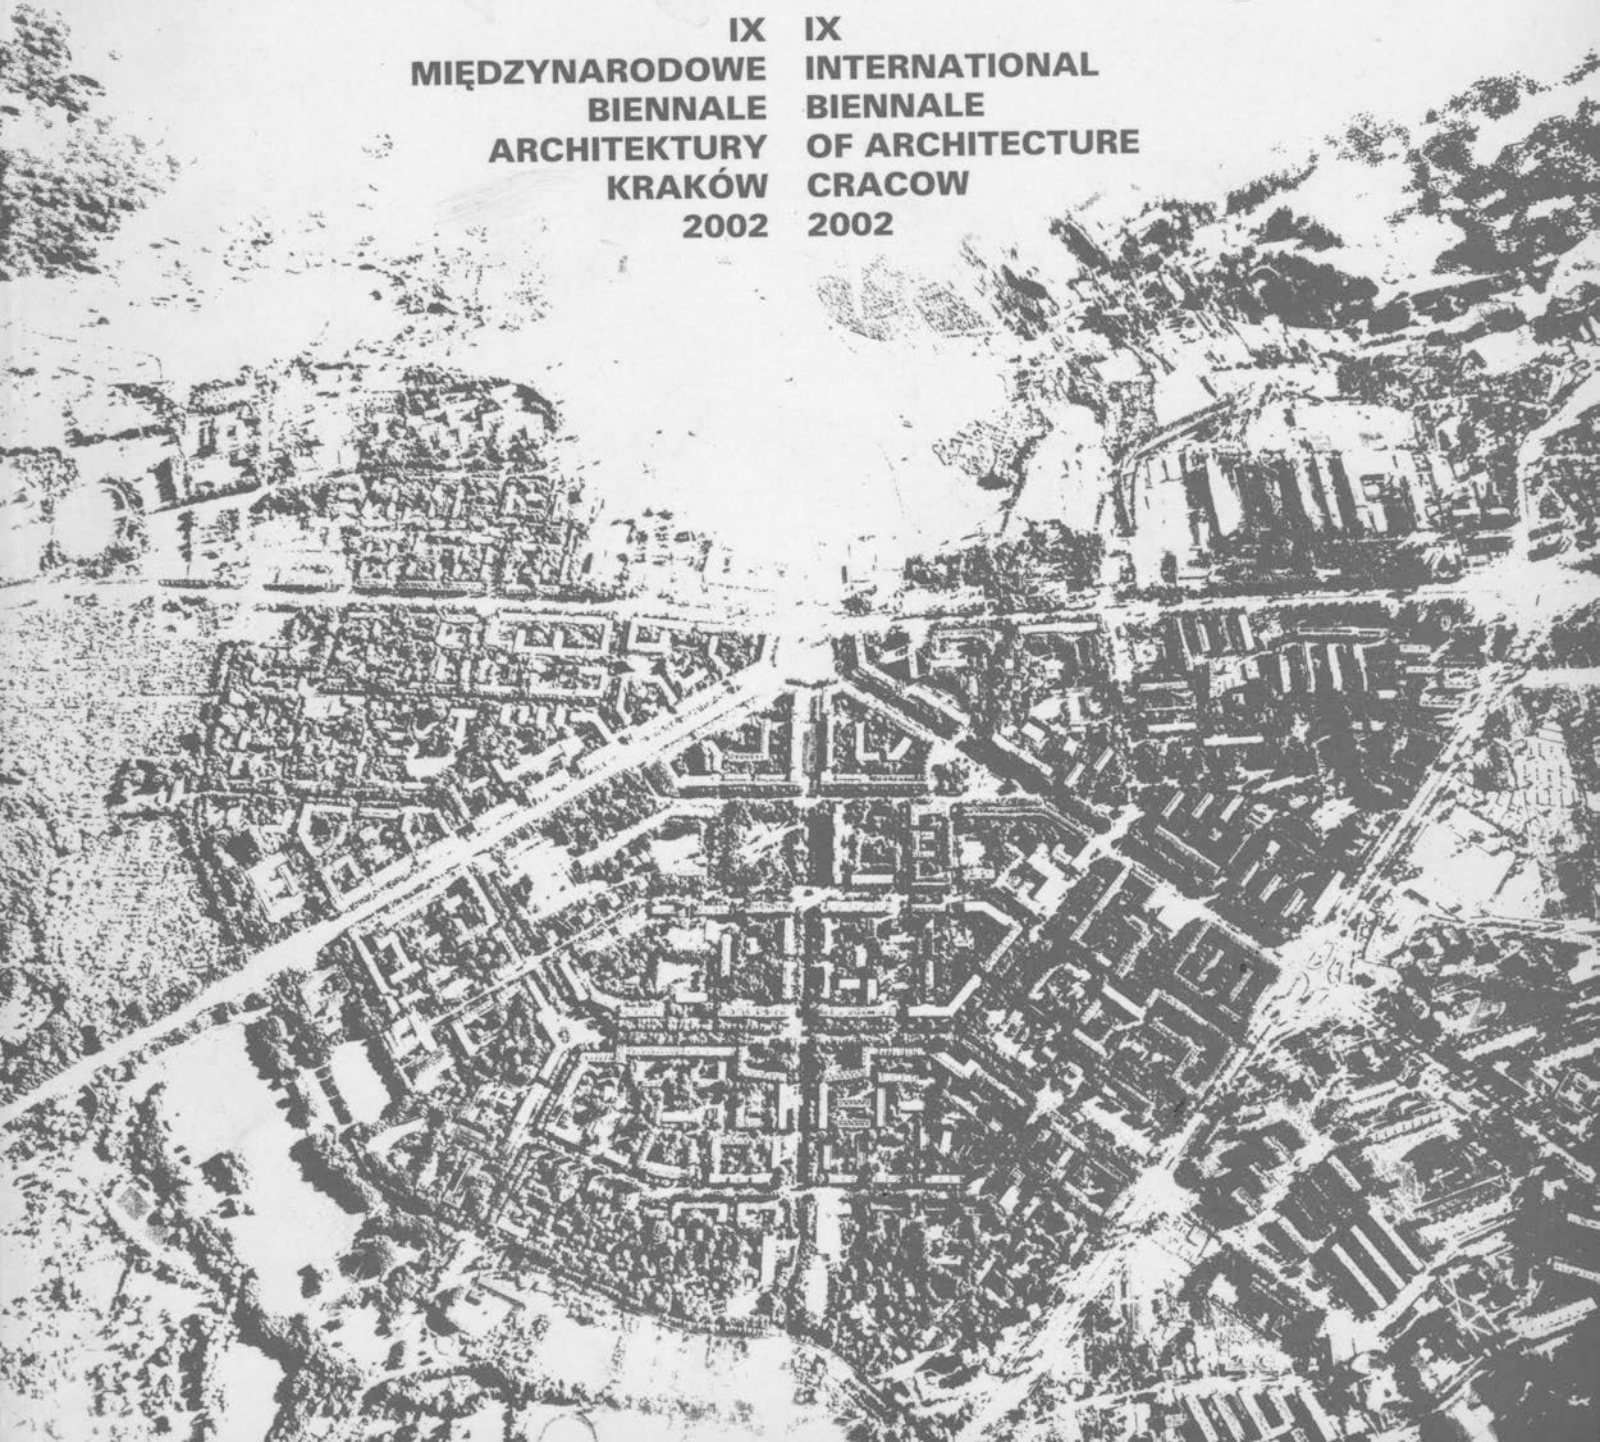 IX
MIĘDZYNARODOWE
BIENNALE
ARCHITEKTURY
KRAKÓW
2002
IX
INTERNATIONAL
BIENNALE
OF ARCHITECTURE
CRACOW
2002